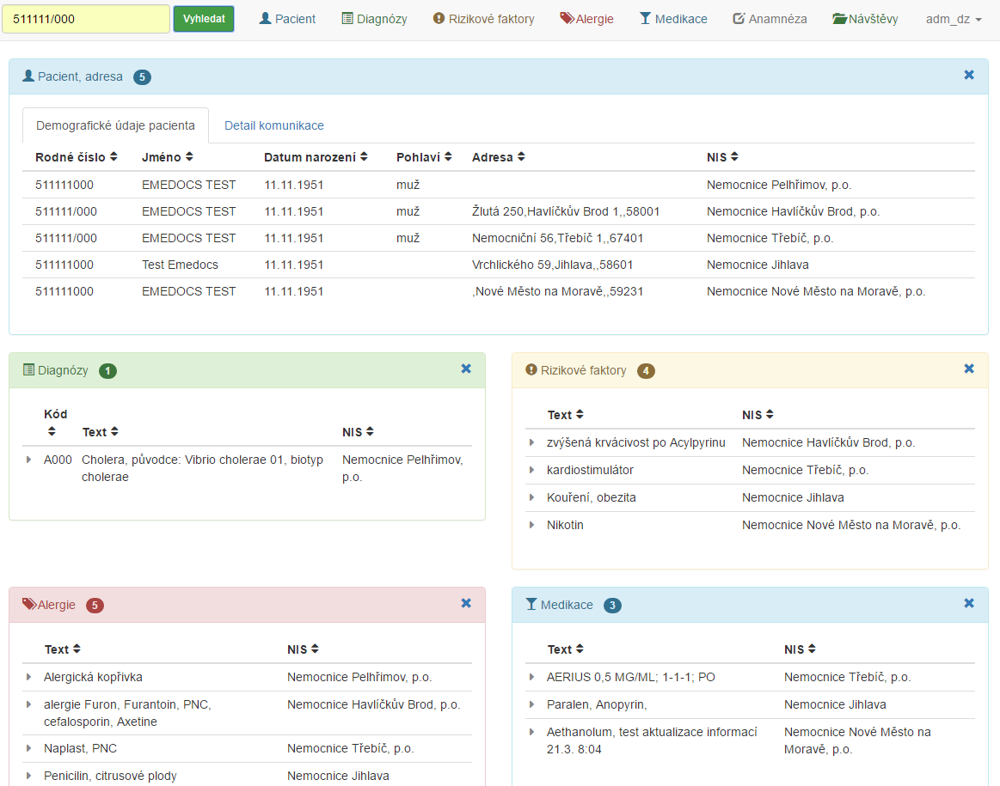 511111/000 Vyhledat Pacient Diagnózy Rizikové faktory Alergie Medikace Anamnéza Návštěvy adm_dz
Pacient, adresa 5
Demografické údaje pacienta Detail komunikace
Rodné číslo Jméno Datum narození Pohlaví Adresa NIS
511111000 EMEDOCS TEST 11.11.1951 muž Nemocnice Pelhřimov, p.o.
511111/000 EMEDOCS TEST 11.11.1951 muž Žlutá 250,Havlíčkův Brod 1,,58001 Nemocnice Havlíčkův Brod, p.o.
511111/000 EMEDOCS TEST 11.11.1951 muž Nemocniční 56,Třebíč 1,,67401 Nemocnice Třebíč, p.o.
511111000 Test Emedocs 11.11.1951 Vrchlického 59,Jihlava,,58601 Nemocnice Jihlava
511111000 EMEDOCS TEST 11.11.1951 ,Nové Město na Moravě,,59231 Nemocnice Nové Město na Moravě, p.o.
Diagnózy 1
Kód
Text NIS
A000 Cholera, původce: Vibrio cholerae 01, biotyp Nemocnice Pelhřimov,
cholerae p.o.
Rizikové faktory 4
Text NIS
zvýšená krvácivost po Acylpyrinu Nemocnice Havlíčkův Brod, p.o.
kardiostimulátor Nemocnice Třebíč, p.o.
Kouření, obezita Nemocnice Jihlava
Nikotin Nemocnice Nové Město na Moravě, p.o.
Alergie 5
Text NIS
Alergická kopřivka Nemocnice Pelhřimov, p.o.
alergie Furon, Furantoin, PNC, Nemocnice Havlíčkův Brod, p.o.
cefalosporin, Axetine
Naplast, PNC Nemocnice Třebíč, p.o.
Penicilin, citrusové plody Nemocnice Jihlava
Medikace 3
Text NIS
AERIUS 0,5 MG/ML; 1-1-1; PO Nemocnice Třebíč, p.o.
Paralen, Anopyrin, Nemocnice Jihlava
Aethanolum, test aktualizace informací Nemocnice Nové Město na
21.3. 8:04 Moravě, p.o.